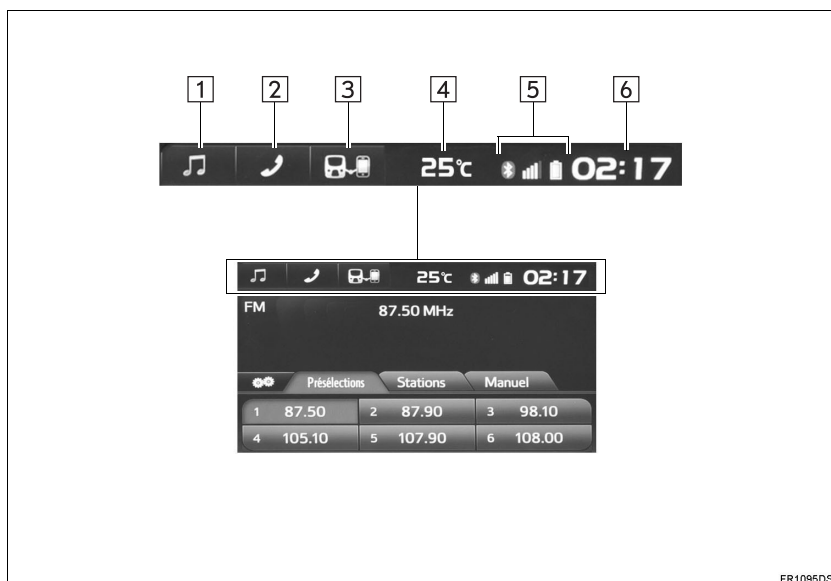 1 2 3 4 5 6
25°C 02:17
25°C 02:17
FM 87.50 MHz
Présélections Stations Manuel
1 87.50 2 87.90 3 98.10
4 105.10 5 107.90 6 108.00
FR1095DS